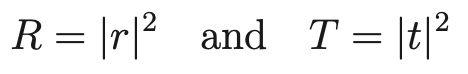 R = |r|² and T = |t|²